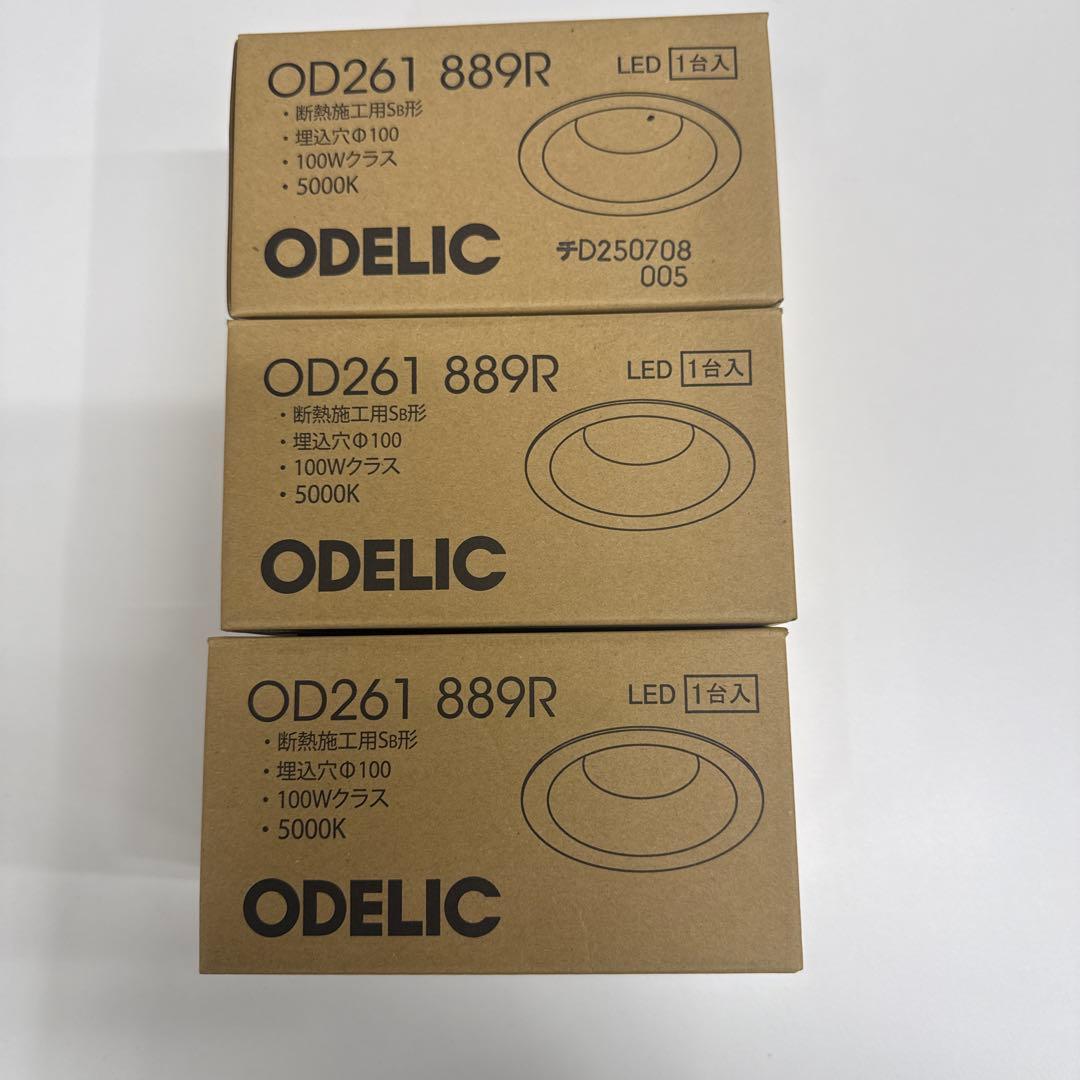 OD261 889R LED 1台入
・断熱施工用SB形
・埋込穴Φ100
・100Wクラス
・5000K
ODELIC チD250708
005
OD261 889R LED 1台入
・断熱施工用SB形
・埋込穴Φ100
・100Wクラス
・5000K
ODELIC
OD261 889R LED 1台入
・断熱施工用SB形
・埋込穴Φ100
・100Wクラス
・5000K
ODELIC